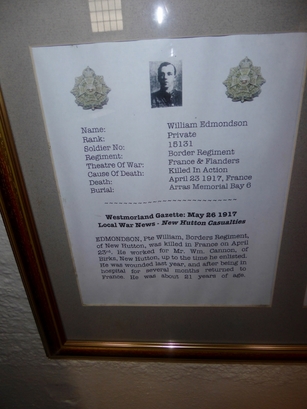 Name: William Edmondson
Rank: Private
Soldier No: 15131
Regiment: Border Regiment
Theatre Of War: France & Flanders
Cause Of Death: Killed In Action
Death: April 23 1917, France
Burial: Arras Memorial Bay 6
Westmorland Gazette: May 26 1917
Local War News - New Hutton Casualties
EDMONDSON, Pte William, Borders Regiment,
of New Hutton, was killed in France on April
23rd. He worked for Mr. Wm. Cannon, of
Birks, New Hutton, up to the time he enlisted.
He was wounded last year, and after being in
hospital for several months returned to
France. He was about 21 years of age.